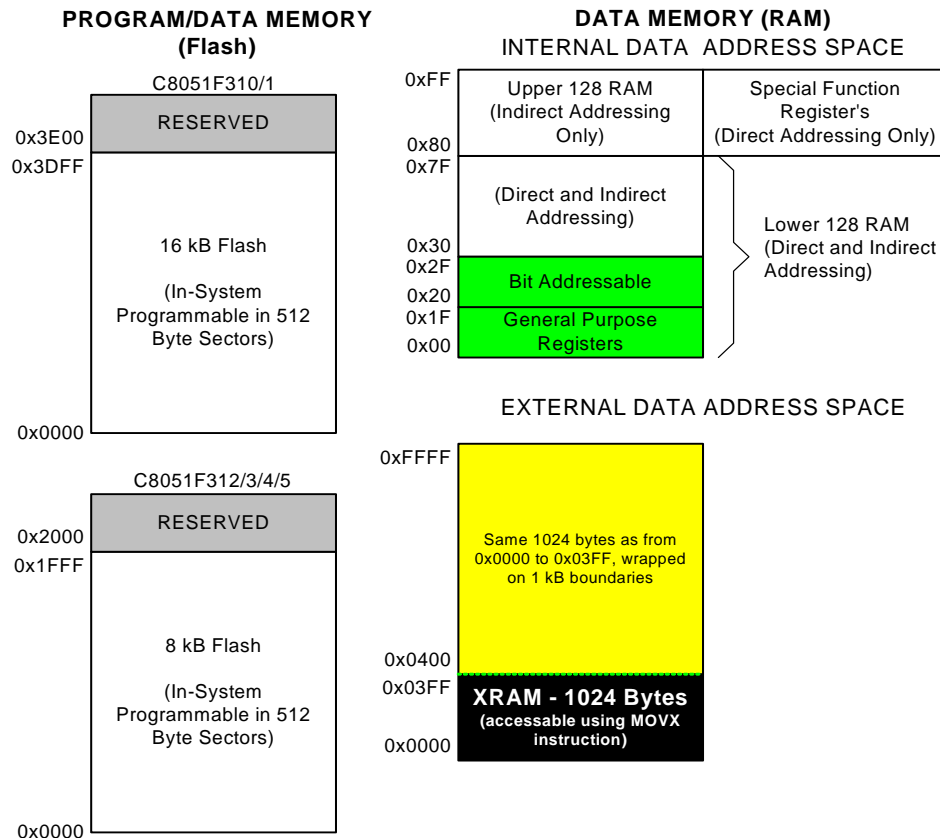 PROGRAM/DATA MEMORY
(Flash)
C8051F310/1
RESERVED
0x3E00
0x3DFF
16 kB Flash
(In-System
Programmable in 512
Byte Sectors)
0x0000
C8051F312/3/4/5
RESERVED
0x2000
0x1FFF
8 kB Flash
(In-System
Programmable in 512
Byte Sectors)
0x0000
DATA MEMORY (RAM)
INTERNAL DATA ADDRESS SPACE
0xFF
Upper 128 RAM
(Indirect Addressing
Only)
Special Function
Register's
(Direct Addressing Only)
0x80
0x7F
(Direct and Indirect
Addressing)
Lower 128 RAM
(Direct and Indirect
Addressing)
0x30
0x2F
Bit Addressable
0x20
0x1F
General Purpose
Registers
0x00
EXTERNAL DATA ADDRESS SPACE
0xFFFF
Same 1024 bytes as from
0x0000 to 0x03FF, wrapped
on 1 kB boundaries
0x0400
0x03FF
XRAM - 1024 Bytes
(accessable using MOVX
instruction)
0x0000